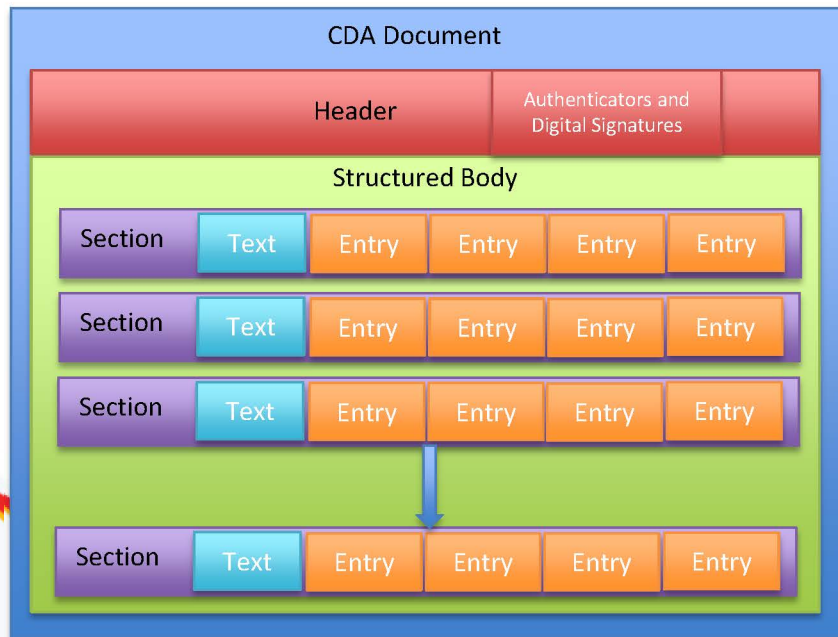 CDA Document
Header
Authenticators and
Digital Signatures
Structured Body
Section Text Entry Entry Entry Entry
Section Text Entry Entry Entry Entry
Section Text Entry Entry Entry Entry
Section Text Entry Entry Entry Entry